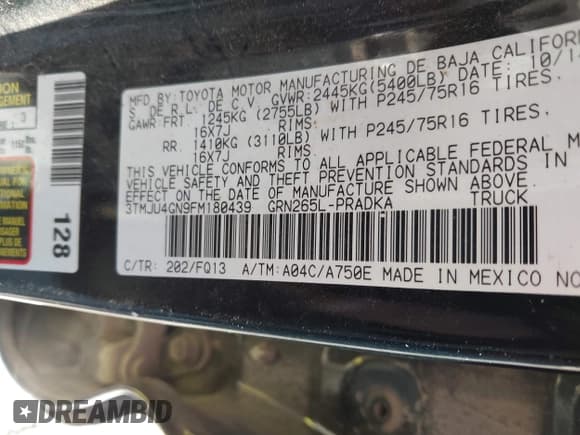 MFD.BY:TOYOTA MOTOR MANUFACTURING DE BAJA CALIFOR
S. DE R.L. DE C.V. GVWR:2445KG(5400LB) DATE: 10/1
GAWR:FRT 1245KG (2755LB) WITH P245/75R16 TIRES.
16X7J RIMS
RR. 1410KG (3110LB) WITH P245/75R16 TIRES,
16X7J RIMS
THIS VEHICLE CONFORMS TO ALL APPLICABLE FEDERAL M
VEHICLE SAFETY AND THEFT PREVENTION STANDARDS IN
EFFECT ON THE DATE OF MANUFACTURE SHOWN ABOVE.
3TMJU4GN9FM180439 GRN265L-PRADKA TRUCK
C/TR: 202/FQ13 A/TM:A04C/A750E MADE IN MEXICO NO
128
DREAMBID